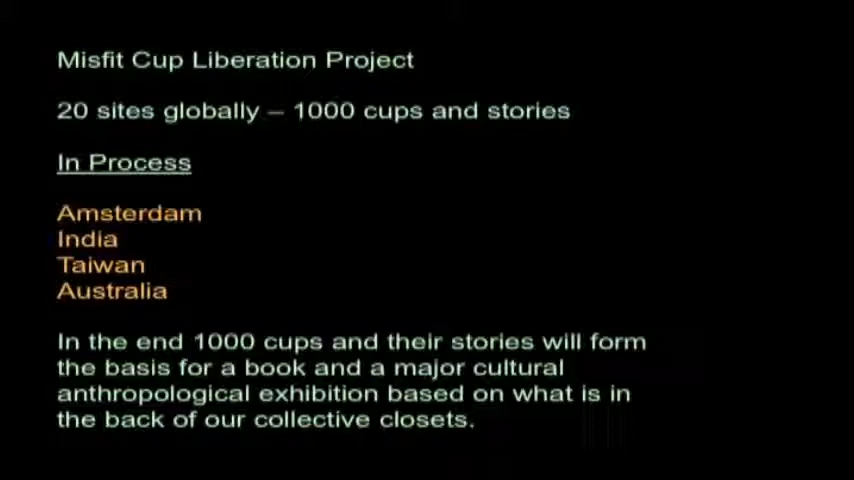 Misfit Cup Liberation Project
20 sites globally – 1000 cups and stories
In Process
Amsterdam
India
Taiwan
Australia
In the end 1000 cups and their stories will form
the basis for a book and a major cultural
anthropological exhibition based on what is in
the back of our collective closets.